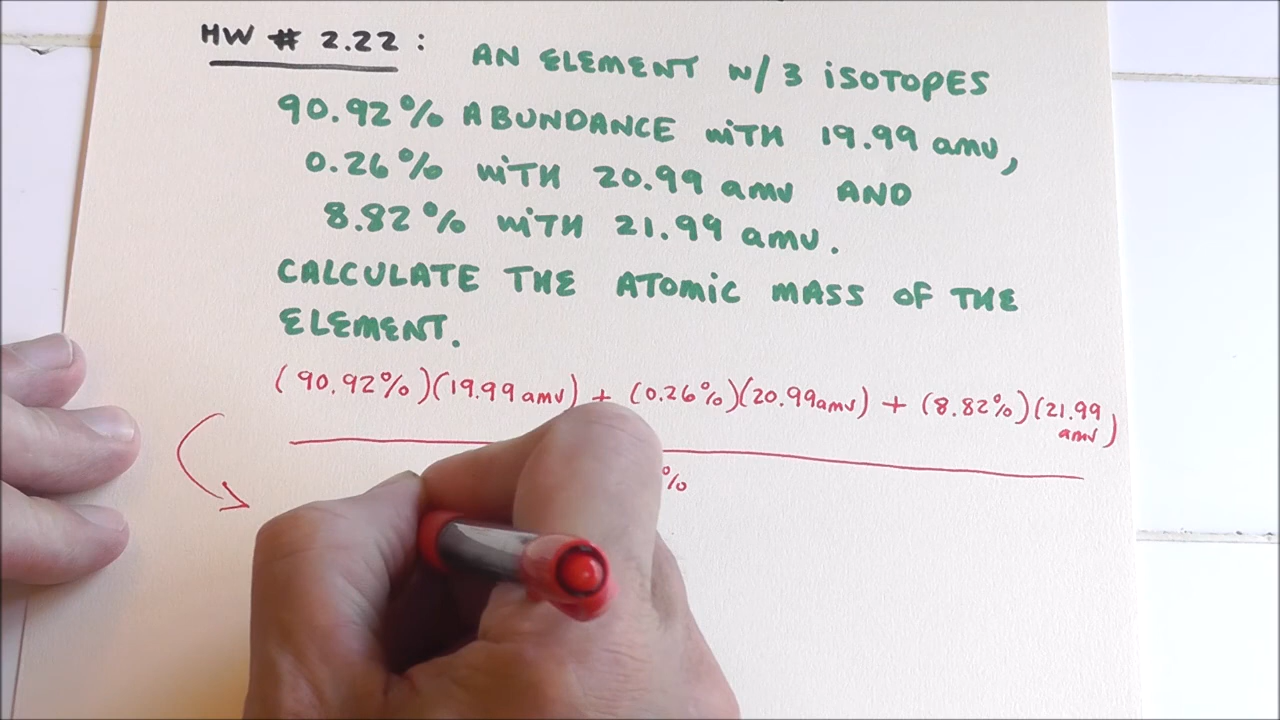 HW # 2.22 :
AN ELEMENT w/ 3 ISOTOPES
90.92% ABUNDANCE WITH 19.99 amu,
0.26% WITH 20.99 amu AND
8.82% WITH 21.99 amu.
CALCULATE THE ATOMIC MASS OF THE
ELEMENT.
(90.92%)(19.99 amu) + (0.26%)(20.99amu) + (8.82%)(21.99
amu)
%